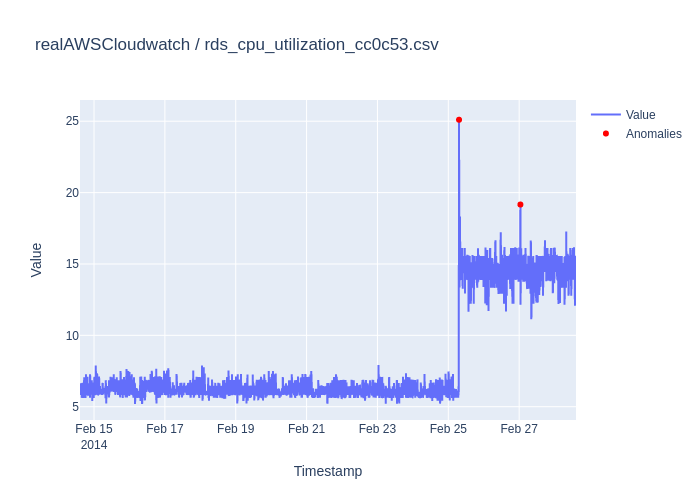 realAWSCloudwatch / rds_cpu_utilization_cc0c53.csv
Value
Anomalies
25
20
15
10
5
Value
Feb 15
2014
Feb 17
Feb 19
Feb 21
Feb 23
Feb 25
Feb 27
Timestamp